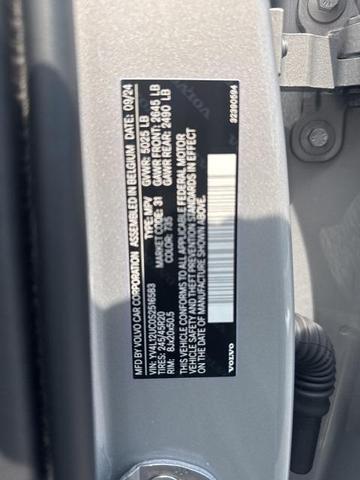 MFD BY VOLVO CAR CORPORATION
ASSEMBLED IN BELGIUM 09/24
GVWR: 5025 LB
GAWR FRONT: 2645 LB
GAWR REAR: 2490 LB
VIN: YV4L12UC0S2516583
TYPE: MPV
TIRES: 245/45R20
MARKET CODE: 31
RIM: 8Jx20x50.5
COLOR: 735
THIS VEHICLE CONFORMS TO ALL APPLICABLE FEDERAL MOTOR
VEHICLE SAFETY, BUMPER AND THEFT PREVENTION STANDARDS
IN EFFECT ON THE DATE OF MANUFACTURE SHOWN ABOVE.
VOLVO
32390594